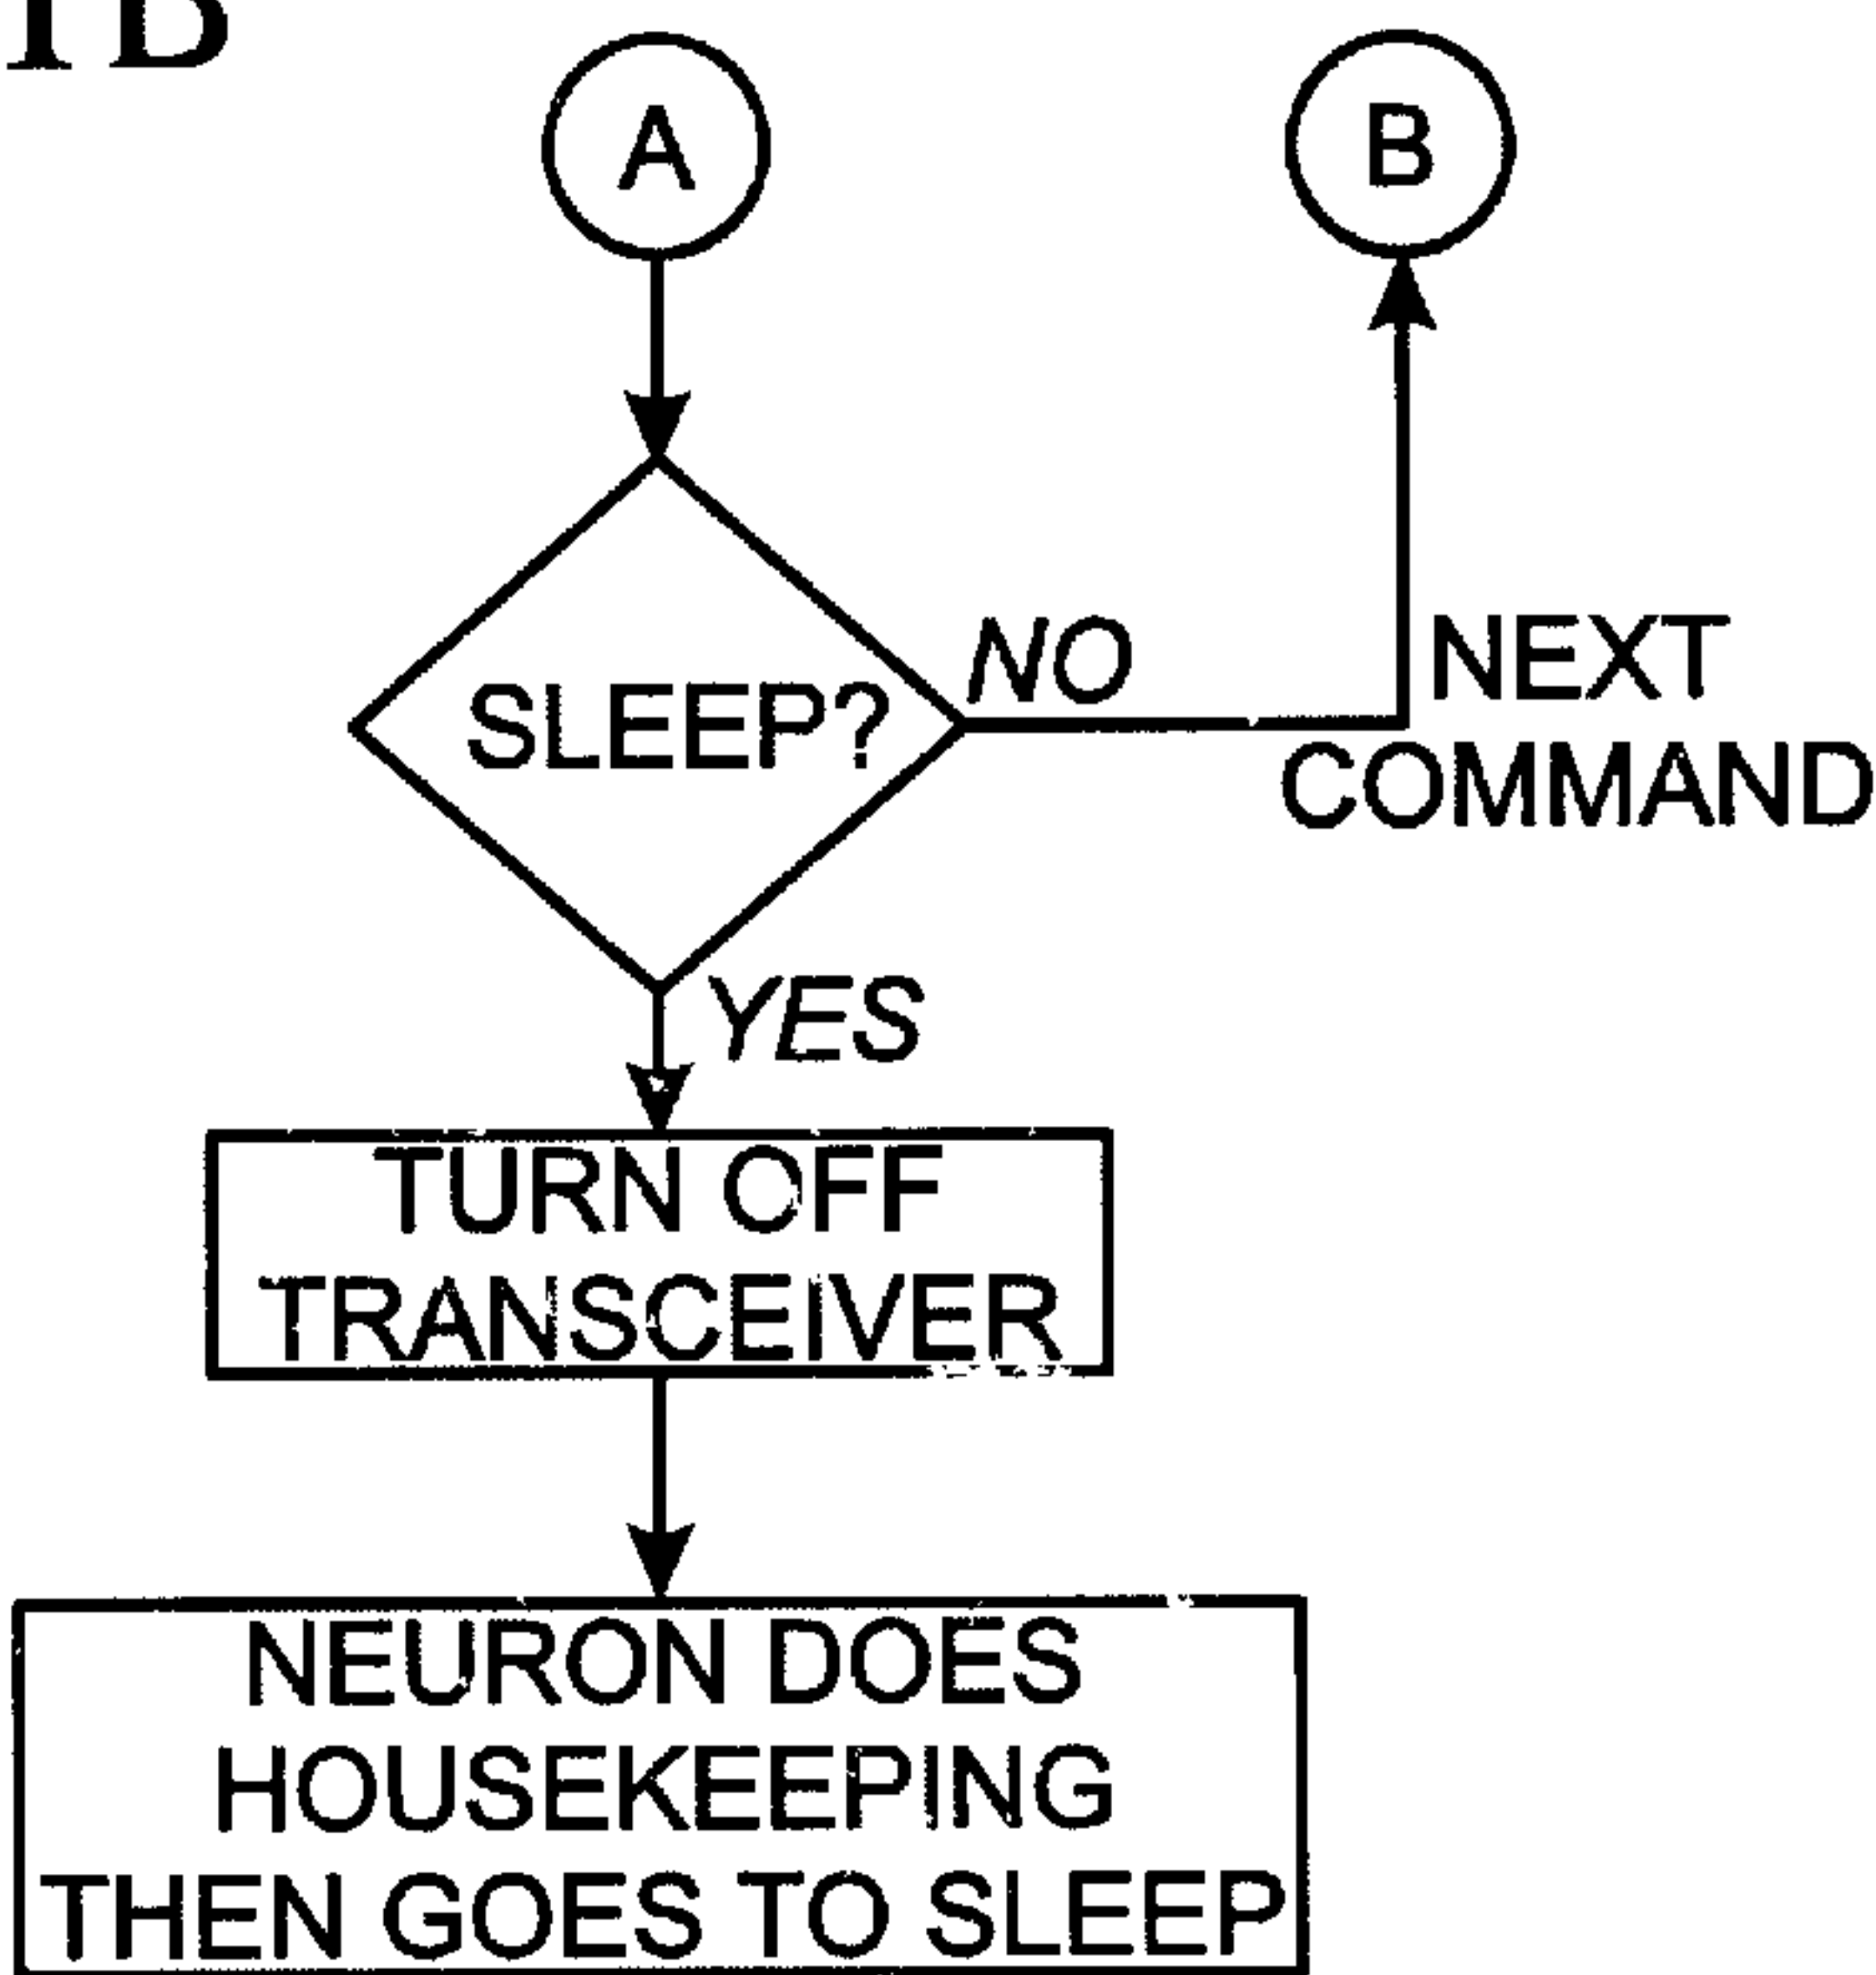 A
B
SLEEP?
NO
NEXT
COMMAND
YES
TURN OFF
TRANSCEIVER
NEURON DOES
HOUSEKEEPING
THEN GOES TO SLEEP